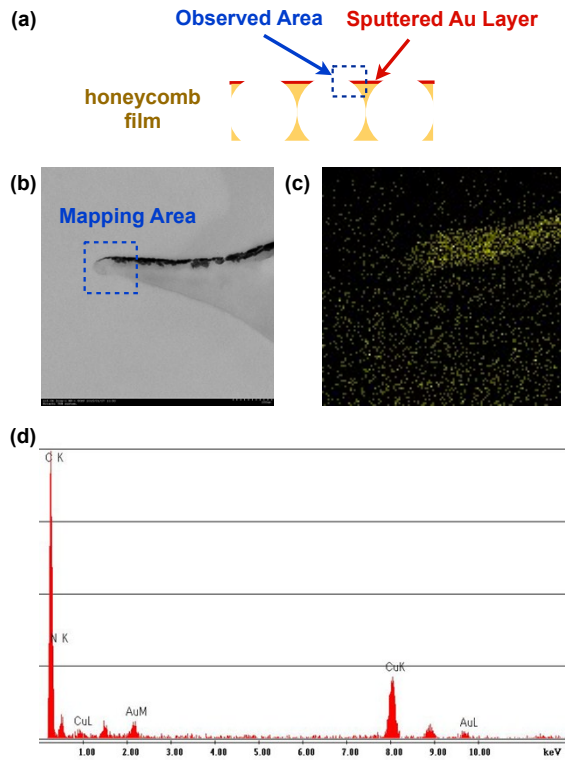 (a)
Observed Area
Sputtered Au Layer
honeycomb
film
(b)
Mapping Area
(c)
(d)
C K
N K
CuL
AuM
CuK
AuL
1.00 2.00 3.00 4.00 5.00 6.00 7.00 8.00 9.00 10.00 keV